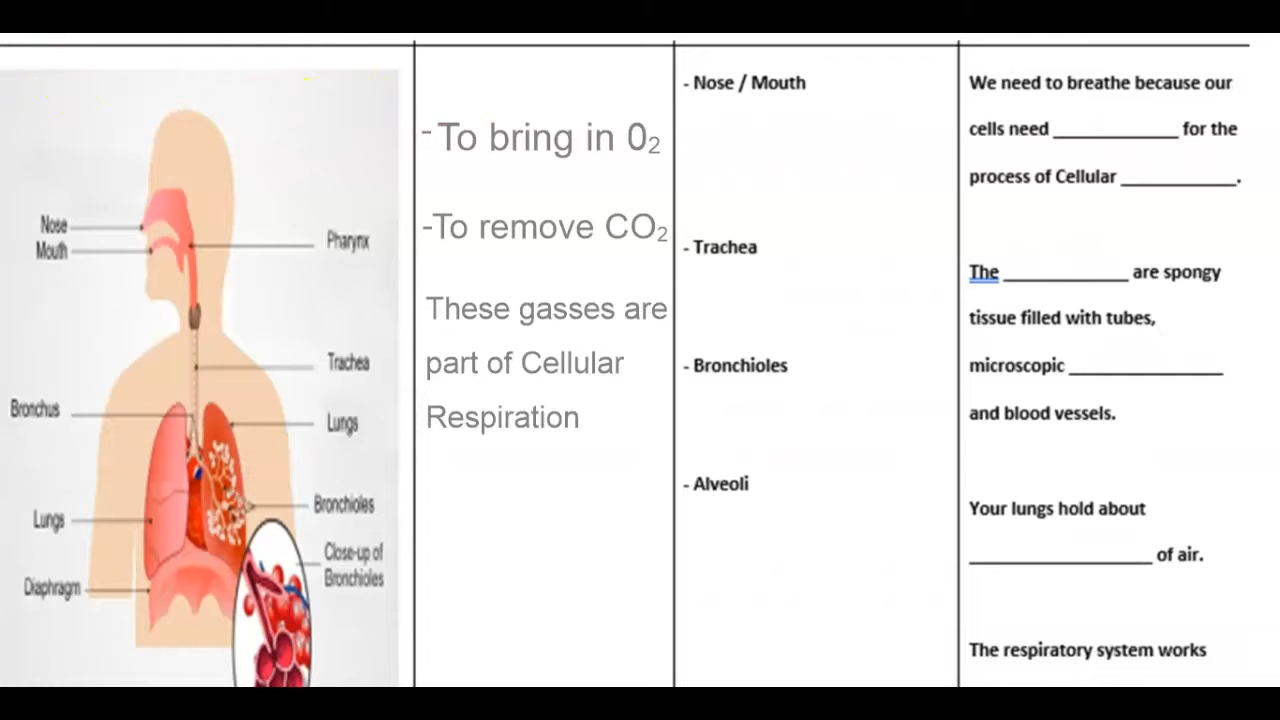 Nose
Mouth
Pharynx
Trachea
Bronchus
Lungs
Lungs
Bronchioles
Close-up of
Bronchioles
Diaphragm
- To bring in 0₂
-To remove CO₂
These gasses are
part of Cellular
Respiration
- Nose / Mouth
- Trachea
- Bronchioles
- Alveoli
We need to breathe because our
cells need ____________ for the
process of Cellular ___________.
The ____________ are spongy
tissue filled with tubes,
microscopic _______________
and blood vessels.
Your lungs hold about
__________________ of air.
The respiratory system works